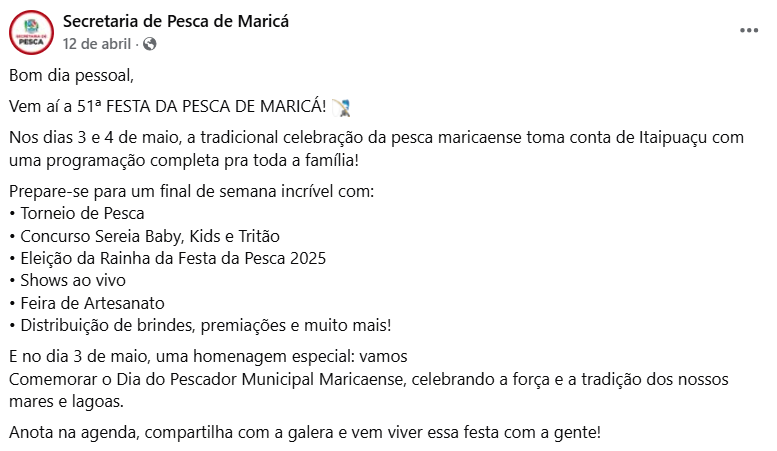 Secretaria de Pesca de Maricá
SECRETARIA DE
PESCA
12 de abril ·
Bom dia pessoal,
Vem aí a 51ª FESTA DA PESCA DE MARICÁ!
Nos dias 3 e 4 de maio, a tradicional celebração da pesca maricaense toma conta de Itaipuaçu com
uma programação completa pra toda a família!
Prepare-se para um final de semana incrível com:
• Torneio de Pesca
• Concurso Sereia Baby, Kids e Tritão
• Eleição da Rainha da Festa da Pesca 2025
• Shows ao vivo
• Feira de Artesanato
• Distribuição de brindes, premiações e muito mais!
E no dia 3 de maio, uma homenagem especial: vamos
Comemorar o Dia do Pescador Municipal Maricaense, celebrando a força e a tradição dos nossos
mares e lagoas.
Anota na agenda, compartilha com a galera e vem viver essa festa com a gente!